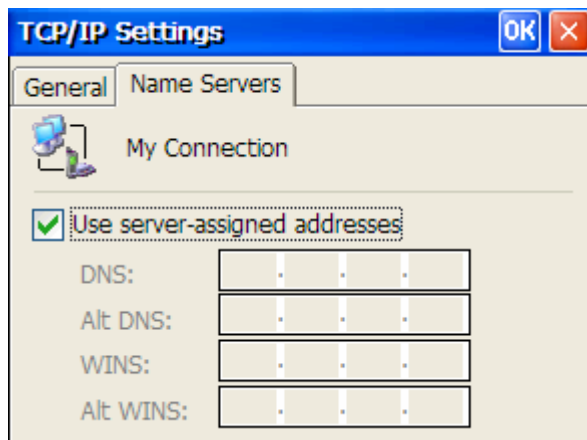 TCP/IP Settings OK
General Name Servers
My Connection
Use server-assigned addresses
DNS: . . .
Alt DNS: . . .
WINS: . . .
Alt WINS: . . .